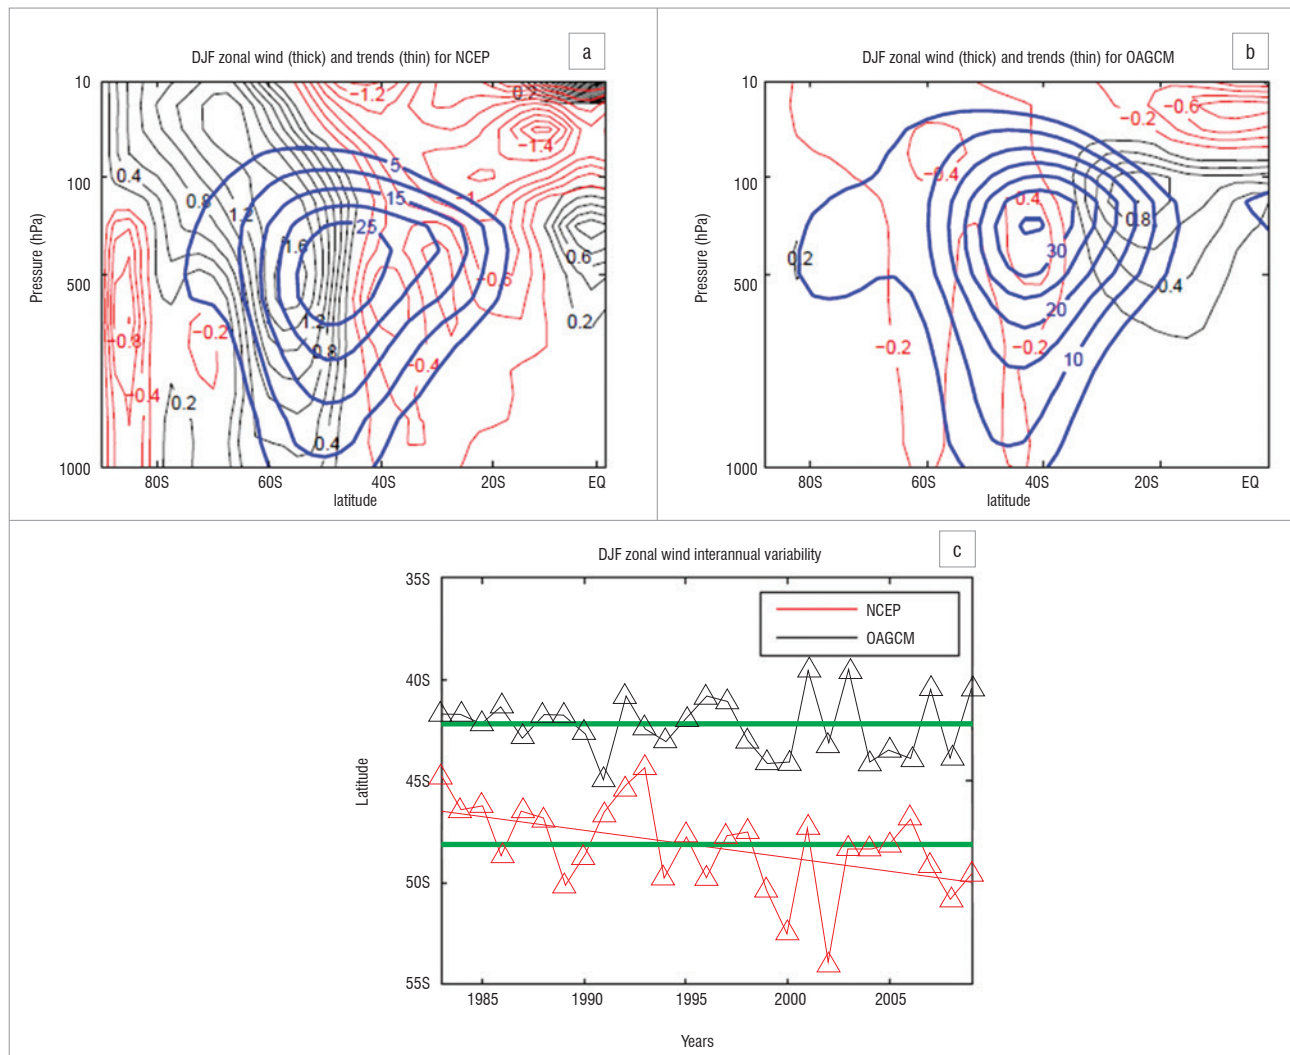 DJF zonal wind (thick) and trends (thin) for NCEP
a
10
100
500
1000
Pressure (hPa)
80S
60S
40S
20S
EQ
latitude
0.4
0.8
1.2
1.6
1.2
0.8
0.4
0.2
0.2
0.6
0.2
−1.2
−1.4
−1
−0.6
−0.4
−0.2
−0.8
−0.4
5
15
25
DJF zonal wind (thick) and trends (thin) for OAGCM
b
10
100
500
1000
Pressure (hPa)
80S
60S
40S
20S
EQ
latitude
−0.2
−0.6
−0.4
0.4
0.8
0.4
0.2
−0.2
−0.2
30
20
10
DJF zonal wind interannual variability
c
NCEP
OAGCM
35S
40S
45S
50S
55S
Latitude
1985
1990
1995
2000
2005
Years